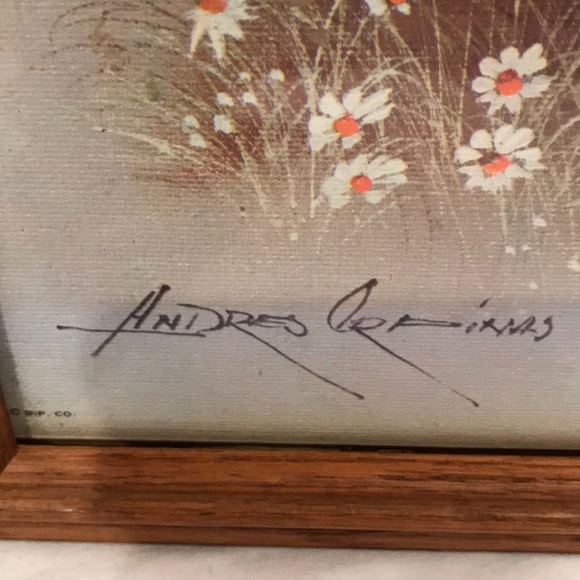 ANDRES ORPINAS
© B.P. CO.